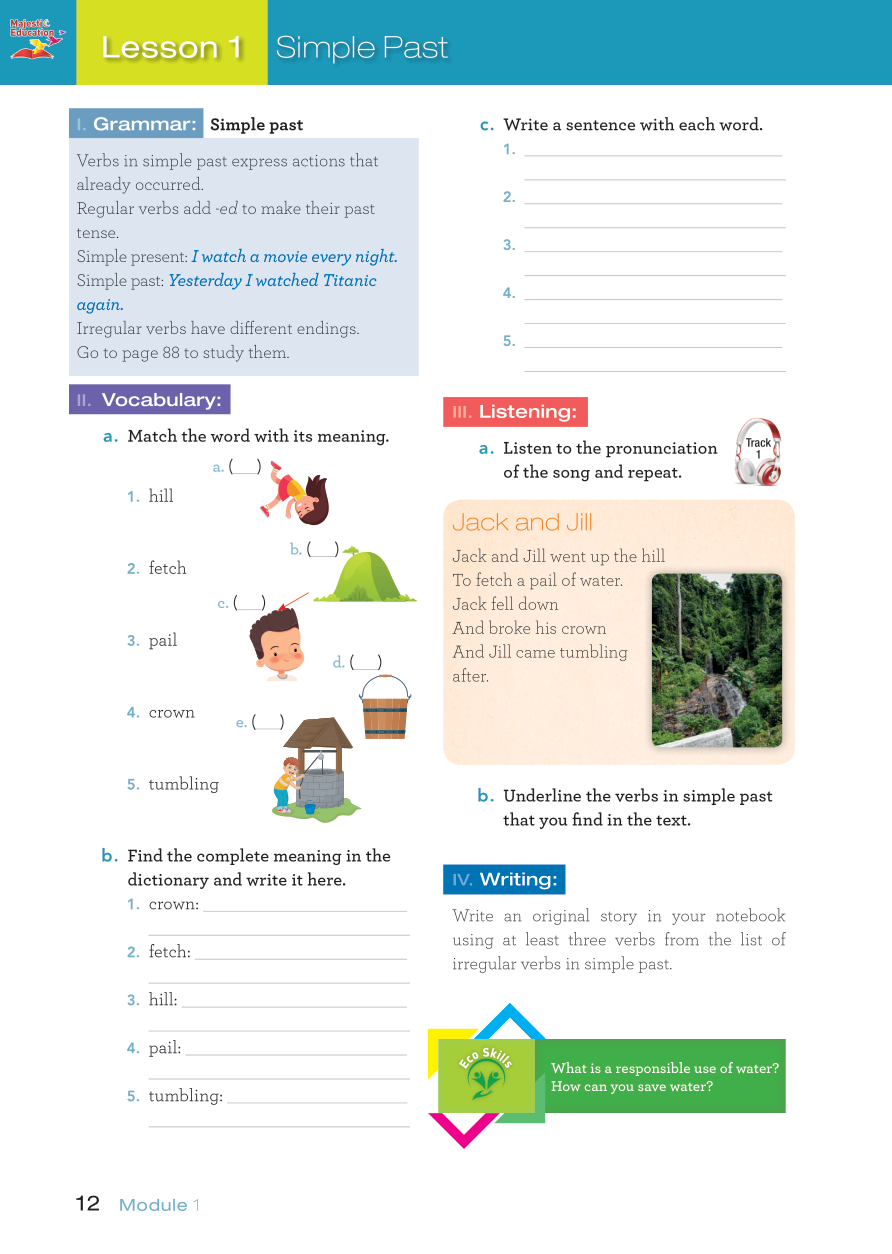 Majestic
Education
Lesson 1
Simple Past
I. Grammar: Simple past
Verbs in simple past express actions that
already occurred.
Regular verbs add -ed to make their past
tense.
Simple present: I watch a movie every night.
Simple past: Yesterday I watched Titanic
again.
Irregular verbs have different endings.
Go to page 88 to study them.
II. Vocabulary:
a. Match the word with its meaning.
a. (___)
1. hill
b. (___)
2. fetch
c. (___)
3. pail
d. (___)
4. crown
e. (___)
5. tumbling
b. Find the complete meaning in the
dictionary and write it here.
1. crown:
2. fetch:
3. hill:
4. pail:
5. tumbling:
c. Write a sentence with each word.
1.
2.
3.
4.
5.
III. Listening:
a. Listen to the pronunciation
of the song and repeat.
Track
1
Jack and Jill
Jack and Jill went up the hill
To fetch a pail of water.
Jack fell down
And broke his crown
And Jill came tumbling
after.
b. Underline the verbs in simple past
that you find in the text.
IV. Writing:
Write an original story in your notebook
using at least three verbs from the list of
irregular verbs in simple past.
Eco Skills
What is a responsible use of water?
How can you save water?
12 Module 1